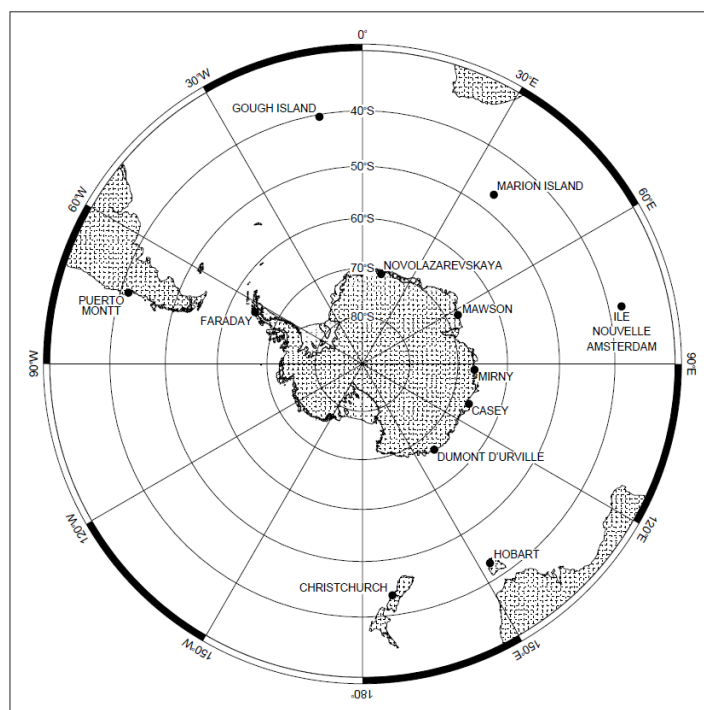 0°
30°W
30°E
GOUGH ISLAND
40°S
50°S
MARION ISLAND
60°W
60°E
60°S
NOVOLAZAREVSKAYA
70°S
PUERTO
MONTT
FARADAY
80°S
MAWSON
ILE
NOUVELLE
AMSTERDAM
90°W
90°E
MIRNY
CASEY
DUMONT D'URVILLE
120°W
120°E
HOBART
CHRISTCHURCH
150°W
150°E
180°